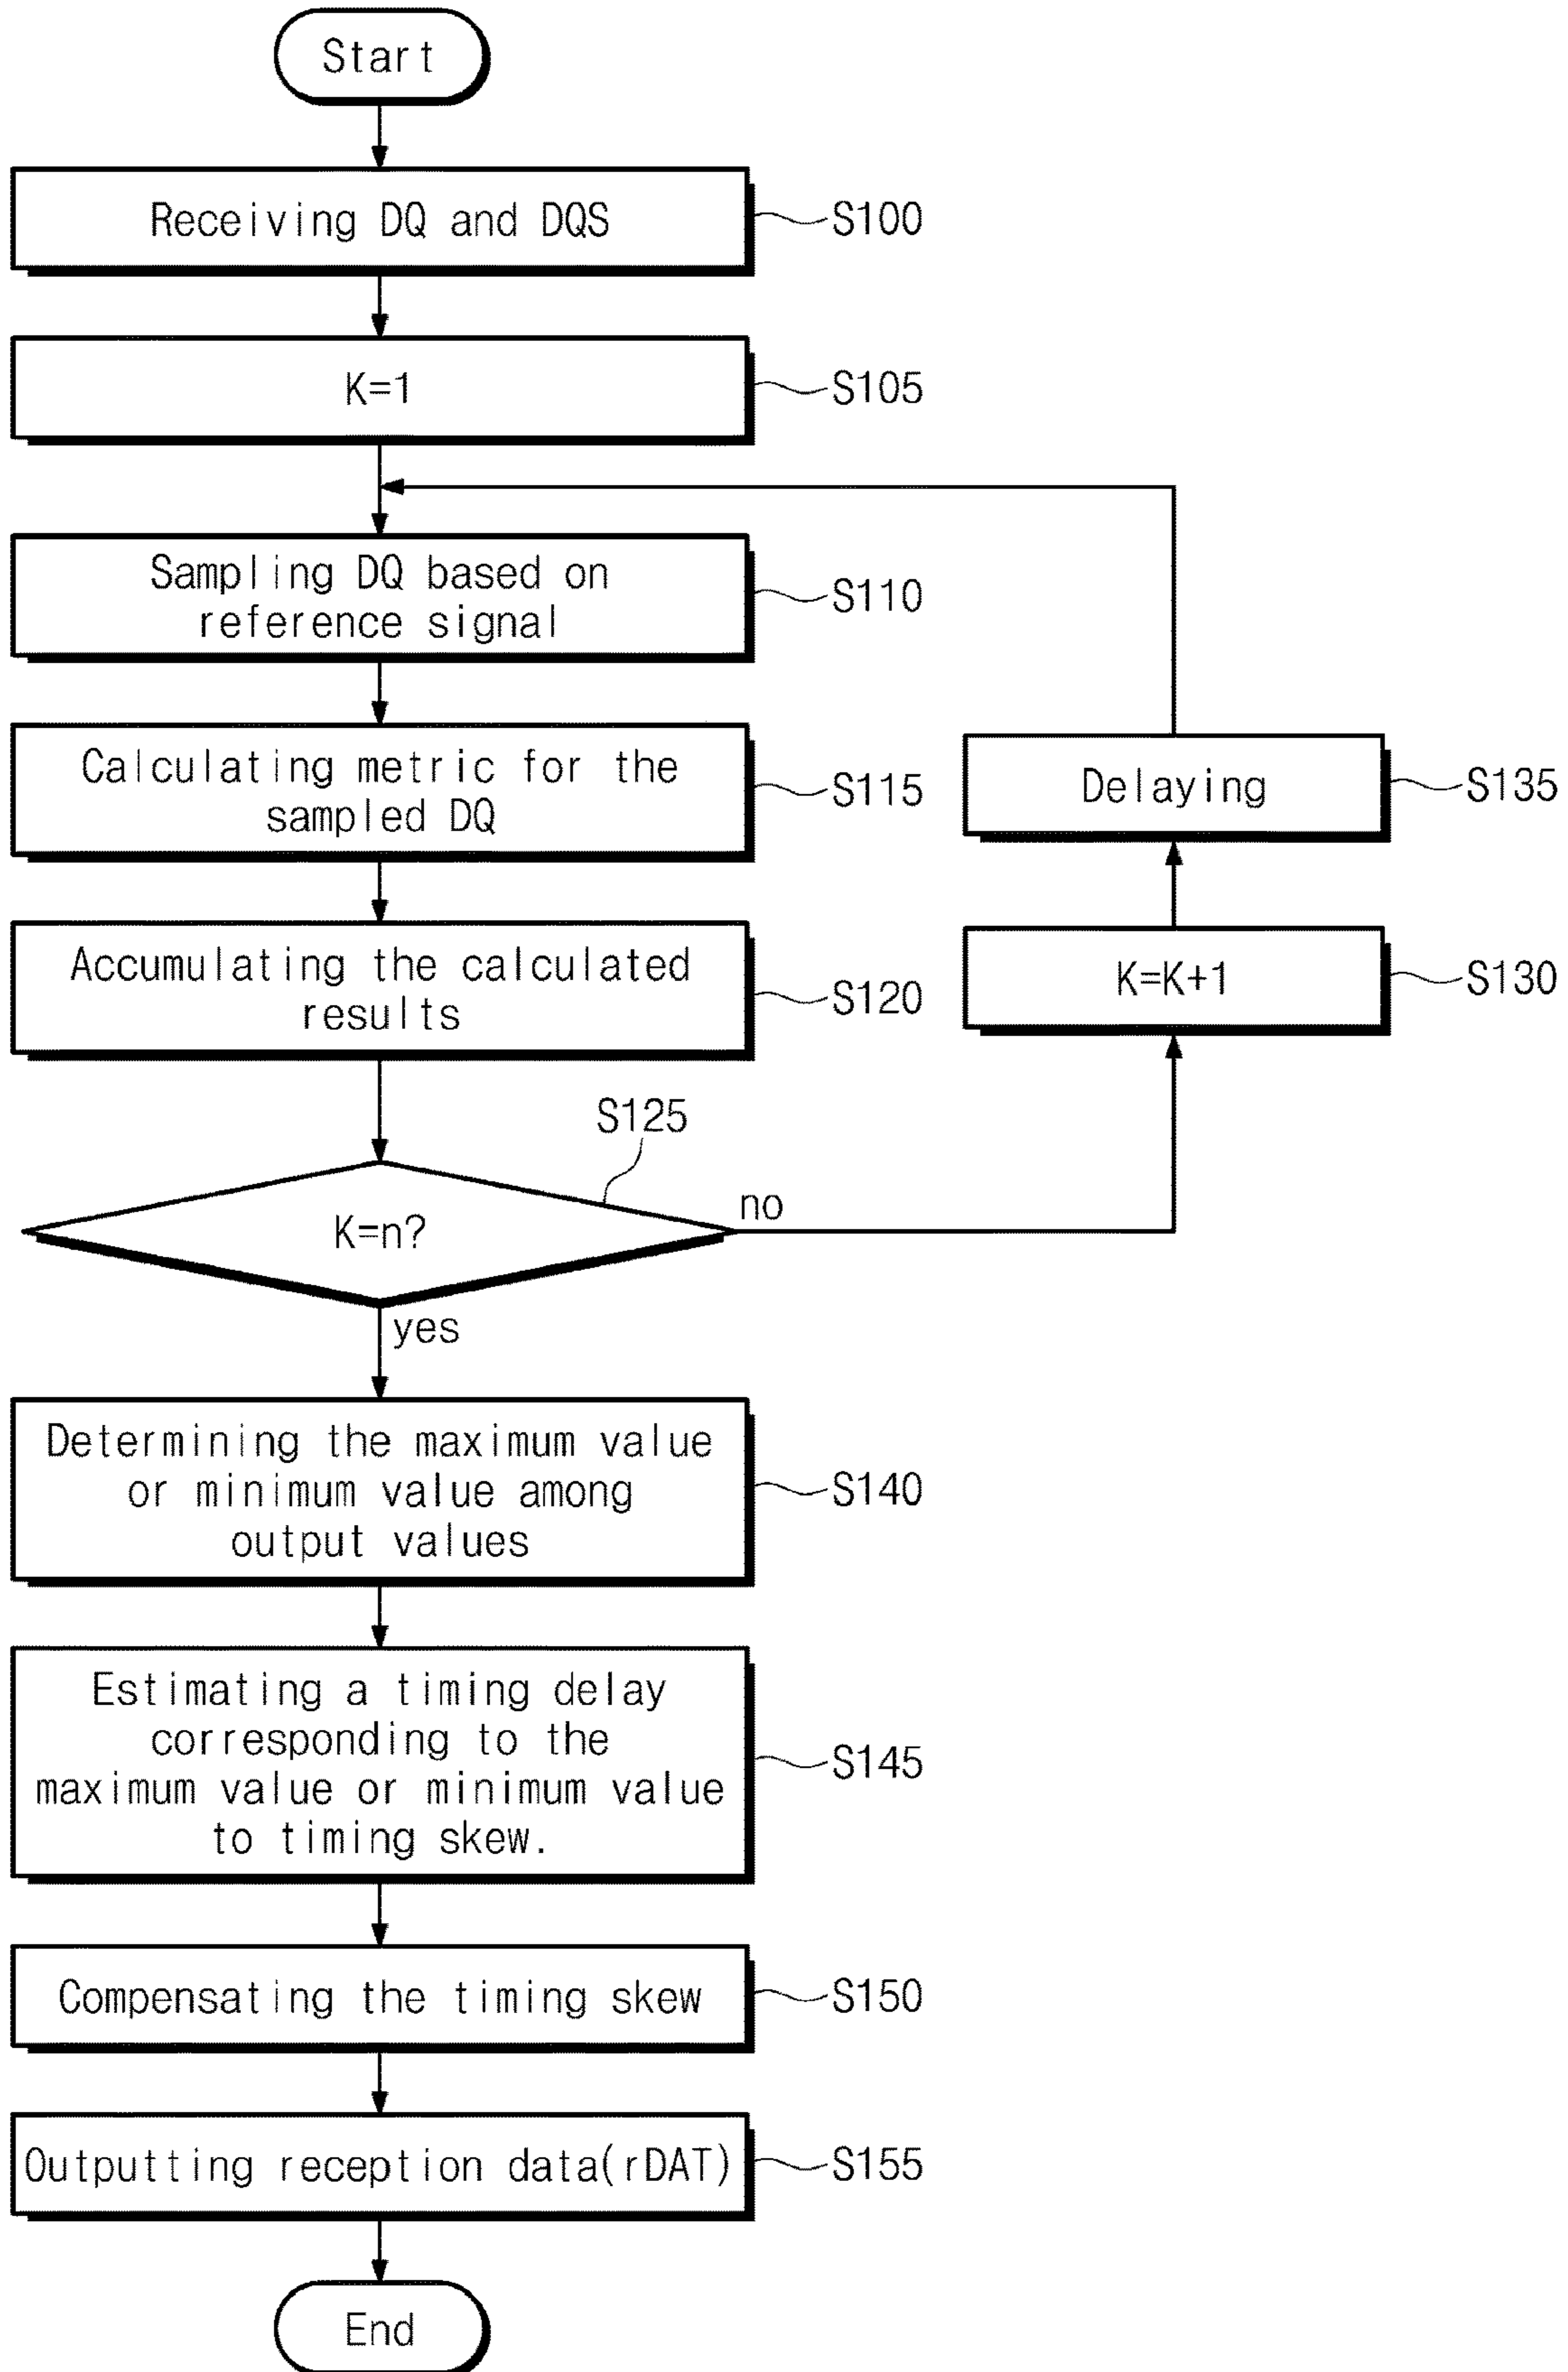 Start
Receiving DQ and DQS
S100
K=1
S105
Sampling DQ based on
reference signal
S110
Calculating metric for the
sampled DQ
S115
Delaying
S135
Accumulating the calculated
results
S120
K=K+1
S130
S125
K=n?
no
yes
Determining the maximum value
or minimum value among
output values
S140
Estimating a timing delay
corresponding to the
maximum value or minimum value
to timing skew.
S145
Compensating the timing skew
S150
Outputting reception data(rDAT)
S155
End